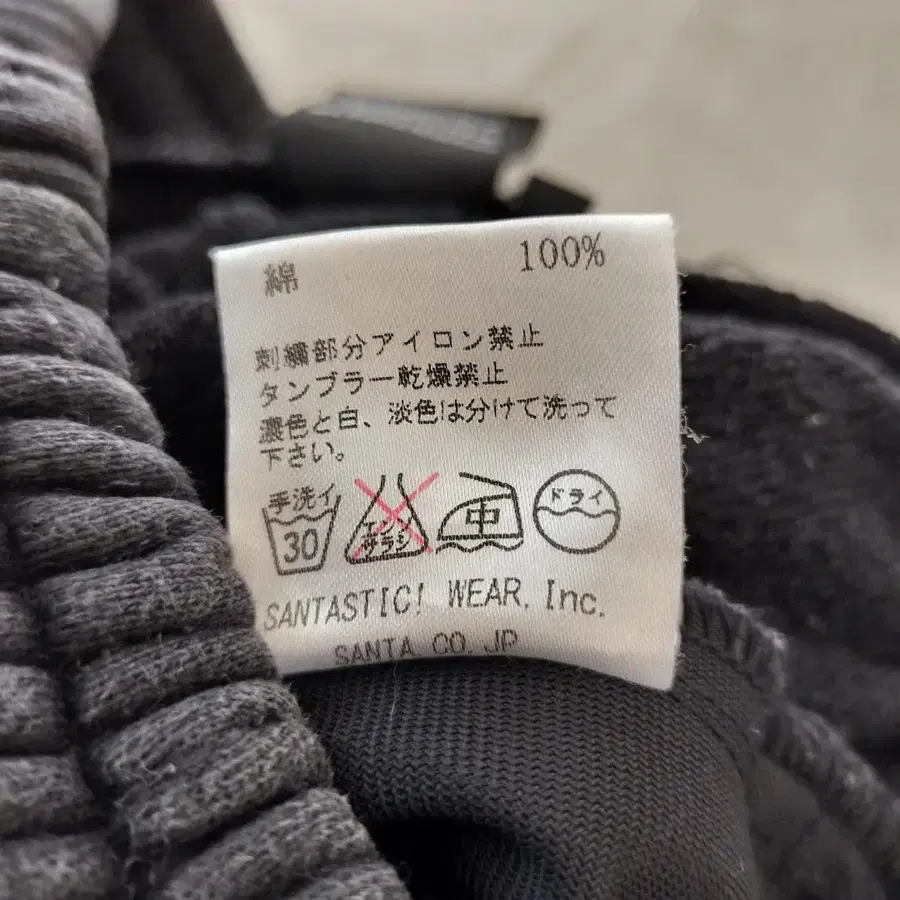 綿 100%
刺繍部分アイロン禁止
タンブラー乾燥禁止
濃色と白、淡色は分けて洗って
下さい。
手洗イ 30 エンソ サラシ 中 ドライ
SANTASTIC! WEAR, Inc.
SANTA.CO.JP